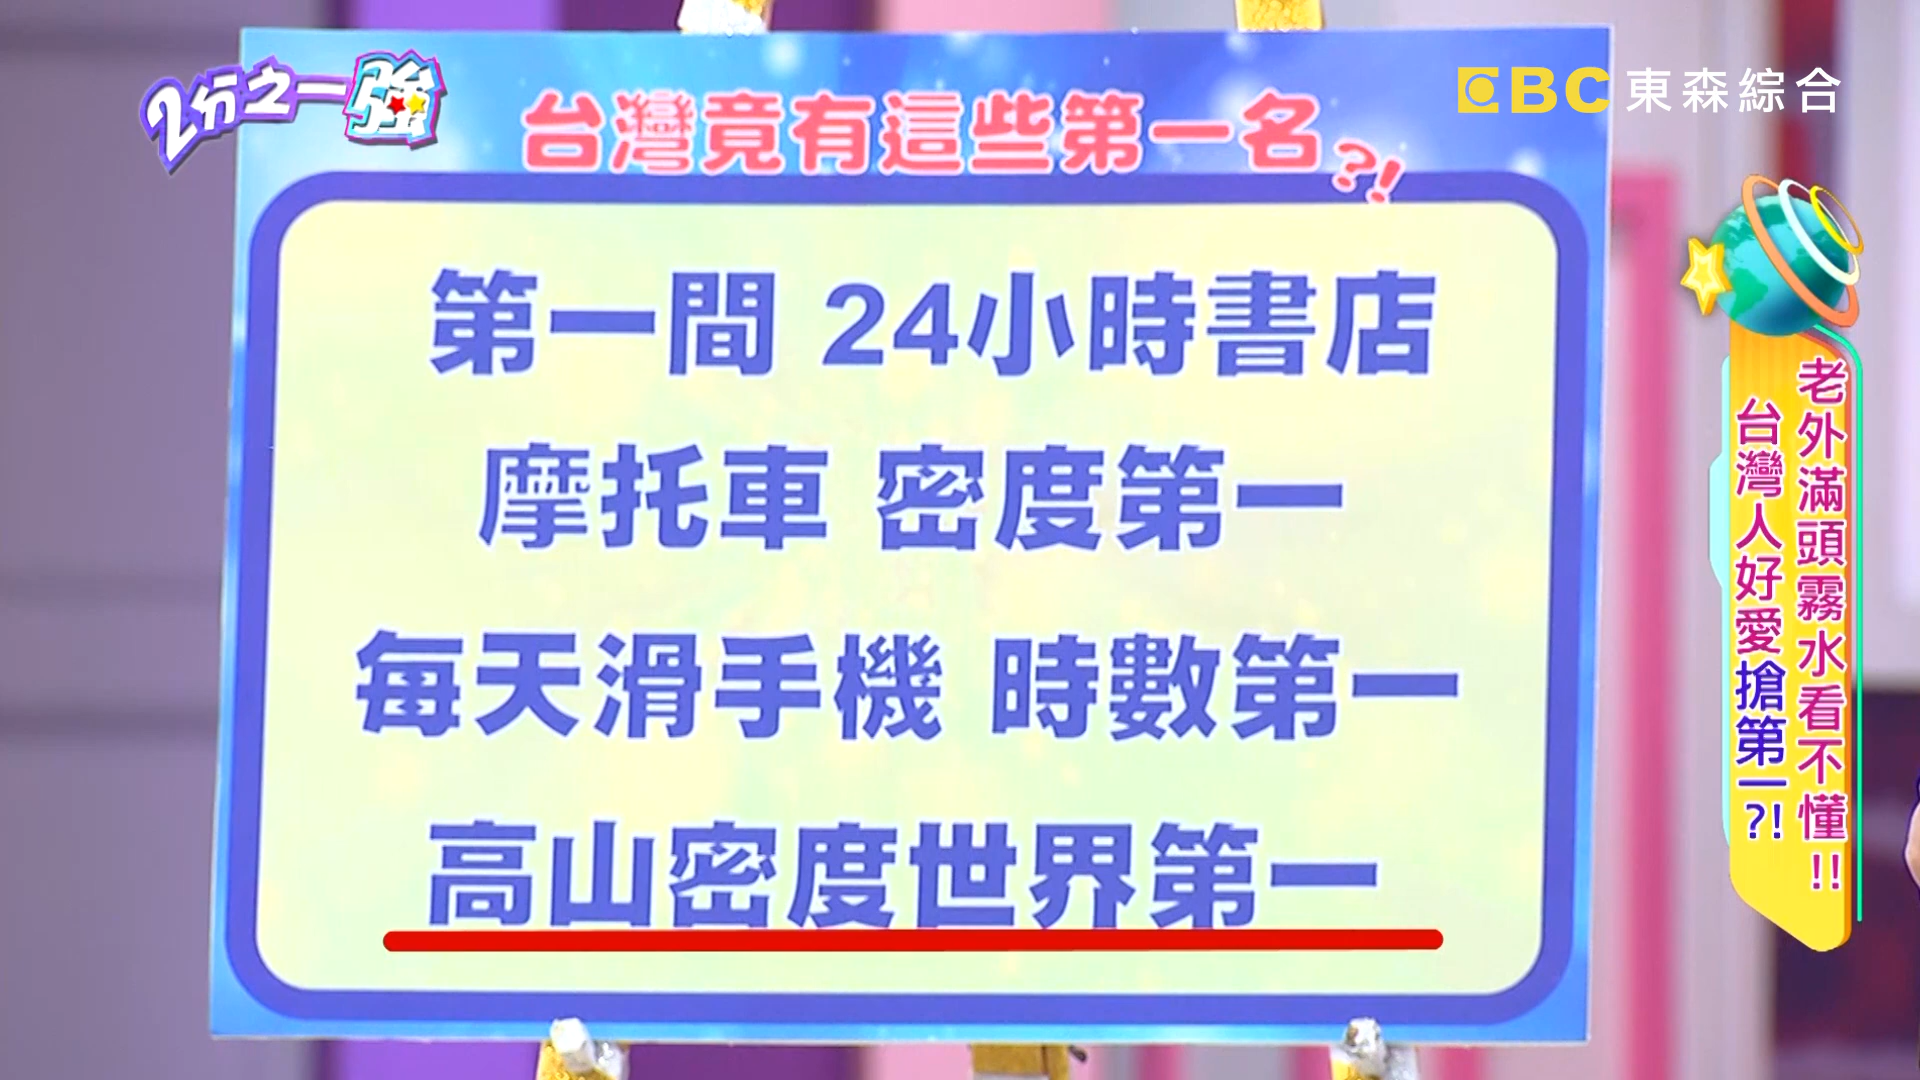 2分之一強
EBC 東森綜合
台灣竟有這些第一名?!
第一間 24小時書店
摩托車 密度第一
每天滑手機 時數第一
高山密度世界第一
老外滿頭霧水看不懂!!
台灣人好愛搶第一?!